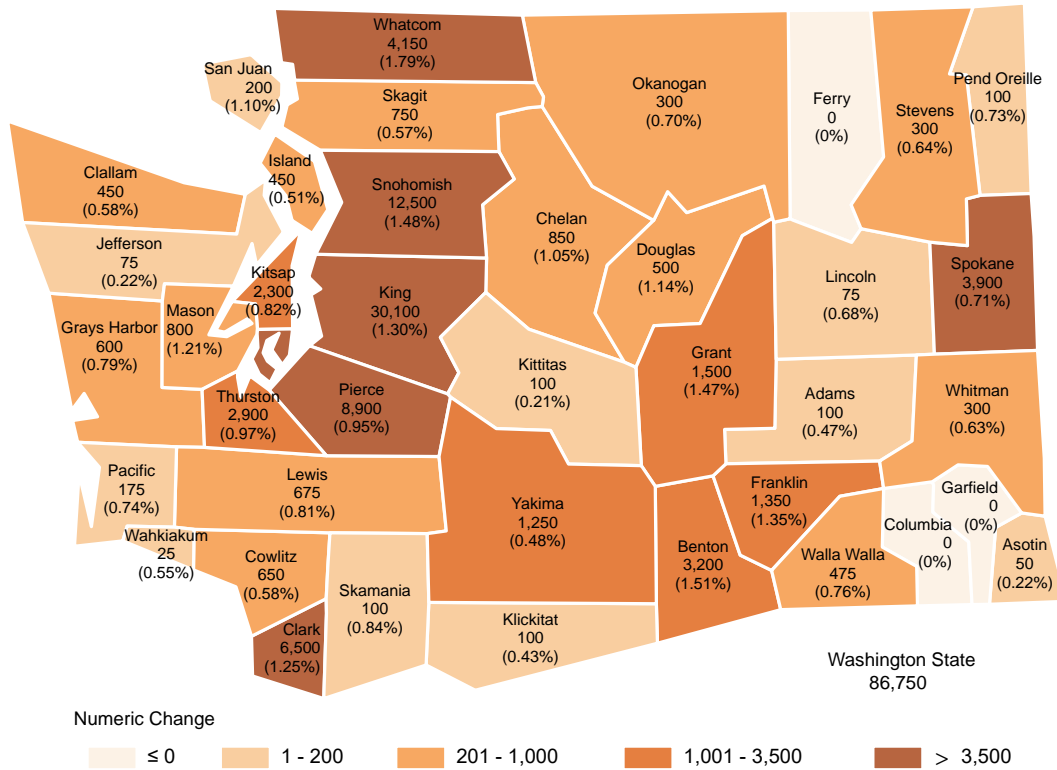 Whatcom
4,150
(1.79%)
San Juan
200
(1.10%)
Skagit
750
(0.57%)
Okanogan
300
(0.70%)
Ferry
0
(0%)
Stevens
300
(0.64%)
Pend Oreille
100
(0.73%)
Clallam
450
(0.58%)
Island
450
(0.51%)
Snohomish
12,500
(1.48%)
Chelan
850
(1.05%)
Douglas
500
(1.14%)
Jefferson
75
(0.22%)
Kitsap
2,300
(0.82%)
King
30,100
(1.30%)
Lincoln
75
(0.68%)
Spokane
3,900
(0.71%)
Grays Harbor
600
(0.79%)
Mason
800
(1.21%)
Kittitas
100
(0.21%)
Grant
1,500
(1.47%)
Thurston
2,900
(0.97%)
Pierce
8,900
(0.95%)
Adams
100
(0.47%)
Whitman
300
(0.63%)
Pacific
175
(0.74%)
Lewis
675
(0.81%)
Yakima
1,250
(0.48%)
Franklin
1,350
(1.35%)
Garfield
0
(0%)
Columbia
0
(0%)
Wahkiakum
25
(0.55%)
Cowlitz
650
(0.58%)
Benton
3,200
(1.51%)
Walla Walla
475
(0.76%)
Asotin
50
(0.22%)
Skamania
100
(0.84%)
Clark
6,500
(1.25%)
Klickitat
100
(0.43%)
Washington State
86,750
Numeric Change
≤ 0
1 - 200
201 - 1,000
1,001 - 3,500
> 3,500